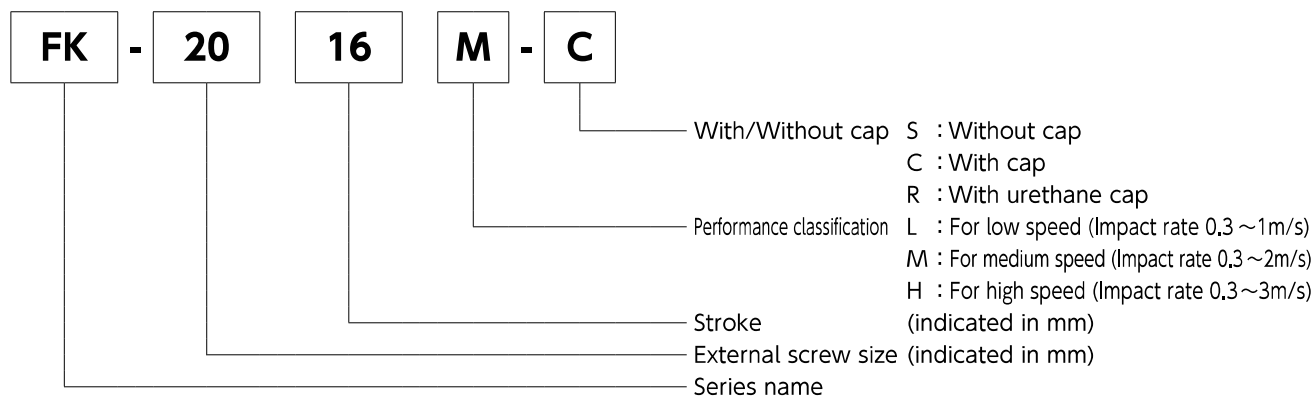 FK - 20 16 M - C
With/Without cap S : Without cap
C : With cap
R : With urethane cap
Performance classification L : For low speed (Impact rate 0.3～1m/s)
M : For medium speed (Impact rate 0.3～2m/s)
H : For high speed (Impact rate 0.3～3m/s)
Stroke (indicated in mm)
External screw size (indicated in mm)
Series name